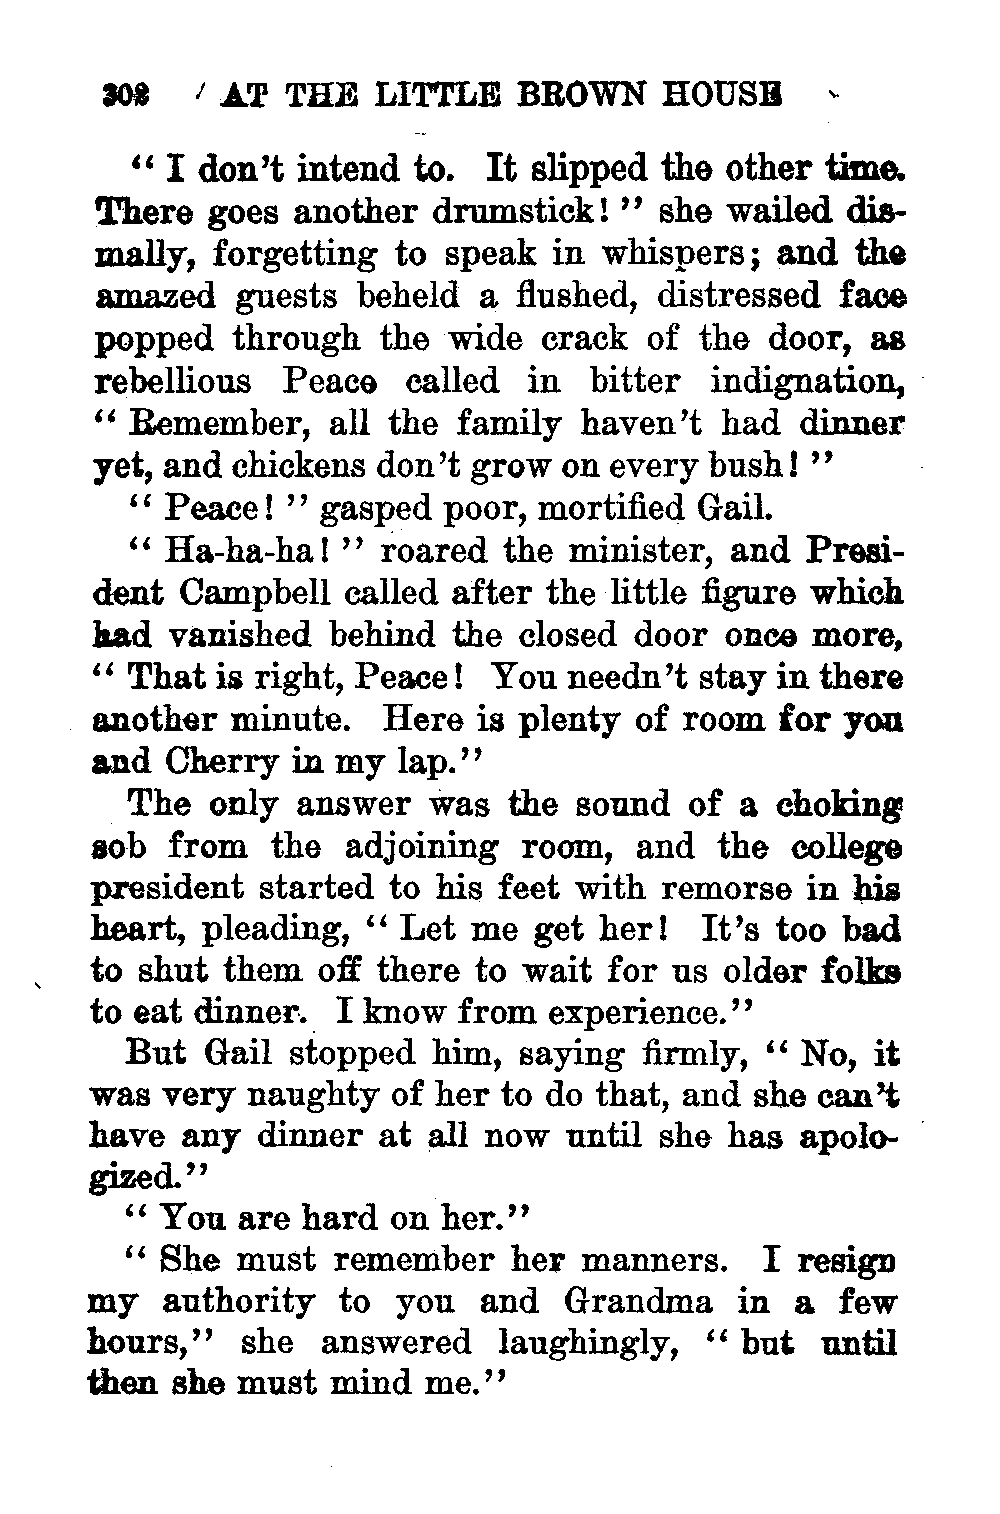 308 AT THE LITTLE BROWN HOUSE
“ I don’t intend to. It slipped the other time.
There goes another drumstick! ” she wailed dis-
mally, forgetting to speak in whispers; and the
amazed guests beheld a flushed, distressed face
popped through the wide crack of the door, as
rebellious Peace called in bitter indignation,
“ Remember, all the family haven’t had dinner
yet, and chickens don’t grow on every bush! ”
“ Peace! ” gasped poor, mortified Gail.
“ Ha-ha-ha! ” roared the minister, and Presi-
dent Campbell called after the little figure which
had vanished behind the closed door once more,
“ That is right, Peace! You needn’t stay in there
another minute. Here is plenty of room for you
and Cherry in my lap.”
The only answer was the sound of a choking
sob from the adjoining room, and the college
president started to his feet with remorse in his
heart, pleading, “ Let me get her! It’s too bad
to shut them off there to wait for us older folks
to eat dinner. I know from experience.”
But Gail stopped him, saying firmly, “ No, it
was very naughty of her to do that, and she can’t
have any dinner at all now until she has apolo-
gized.”
“ You are hard on her.”
“ She must remember her manners. I resign
my authority to you and Grandma in a few
hours,” she answered laughingly, “ but until
then she must mind me.”